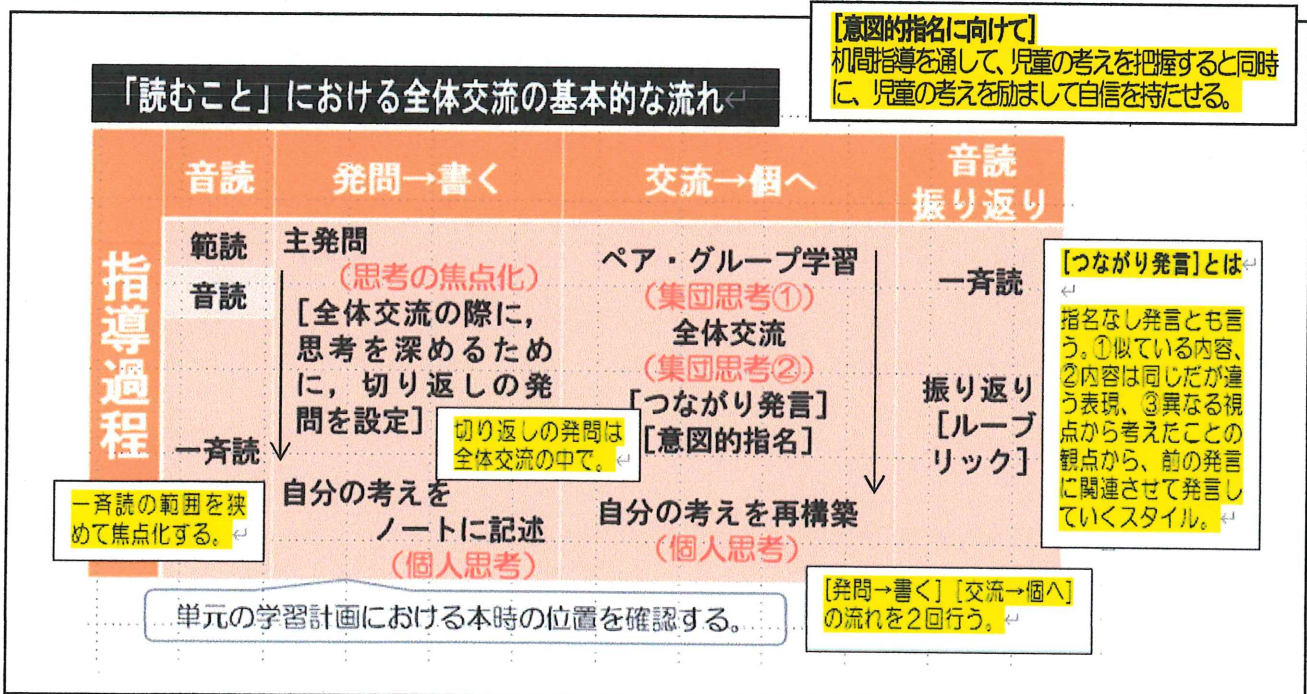 [意図的指名に向けて]
机間指導を通して、児童の考えを把握すると同時
に、児童の考えを励まして自信を持たせる。
「読むこと」における全体交流の基本的な流れ
音読
発問→書く
交流→個へ
音読
振り返り
指導過程
範読
音読
一斉読
主発問
(思考の焦点化)
[全体交流の際に,
思考を深めるため
に,切り返しの発
問を設定]
切り返しの発問は
全体交流の中で。
自分の考えを
ノートに記述
(個人思考)
ペア・グループ学習
(集団思考①)
全体交流
(集団思考②)
[つながり発言]
[意図的指名]
自分の考えを再構築
(個人思考)
一斉読
振り返り
[ルーブ
リック]
[つながり発言]とは
指名なし発言とも言
う。①似ている内容、
②内容は同じだが違
う表現、③異なる視
点から考えたことの
観点から、前の発言
に関連させて発言し
ていくスタイル。
一斉読の範囲を狭
めて焦点化する。
単元の学習計画における本時の位置を確認する。
[発問→書く] [交流→個へ]
の流れを2回行う。